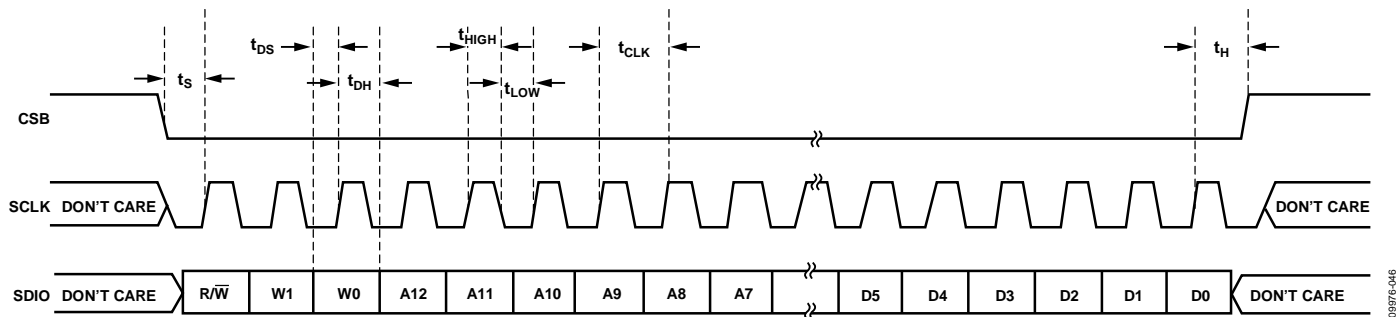 tHIGH
tDS
tCLK
tH
tS
tDH
tLOW
CSB
SCLK DON'T CARE
DON'T CARE
SDIO DON'T CARE R/W̅ W1 W0 A12 A11 A10 A9 A8 A7 D5 D4 D3 D2 D1 D0 DON'T CARE
09976-046